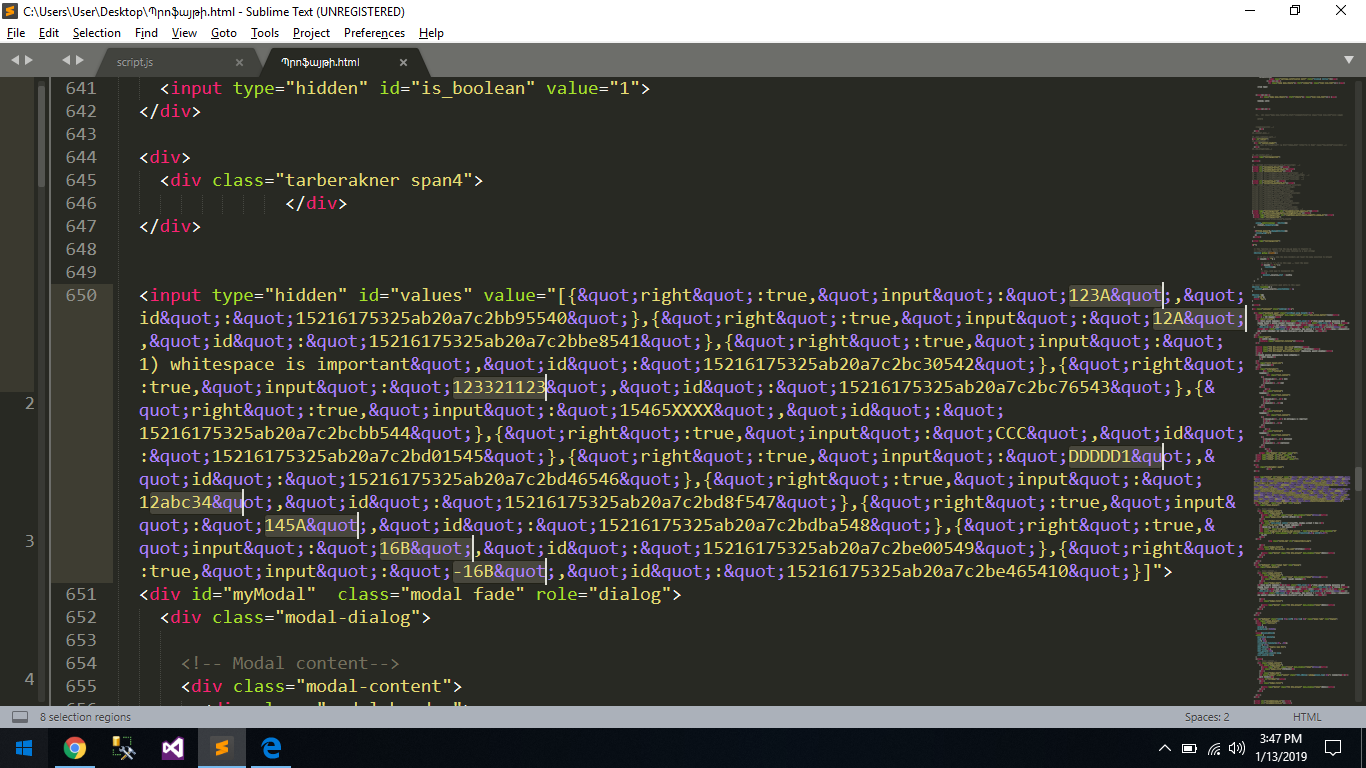 C:\Users\User\Desktop\Պրոֆայթի.html - Sublime Text (UNREGISTERED)
File Edit Selection Find View Goto Tools Project Preferences Help
script.js × Պրոֆայթի.html ×
641 <input type="hidden" id="is_boolean" value="1">
642 </div>
643
644 <div>
645 <div class="tarberakner span4">
646 </div>
647 </div>
648
649
650 <input type="hidden" id="values" value="[{&quot;right&quot;:true,&quot;input&quot;:&quot;123A&quot;,&quot;
id&quot;:&quot;15216175325ab20a7c2bb95540&quot;},{&quot;right&quot;:true,&quot;input&quot;:&quot;12A&quot;
,&quot;id&quot;:&quot;15216175325ab20a7c2bbe8541&quot;},{&quot;right&quot;:true,&quot;input&quot;:&quot;
1) whitespace is important&quot;,&quot;id&quot;:&quot;15216175325ab20a7c2bc30542&quot;},{&quot;right&quot;
:true,&quot;input&quot;:&quot;123321123&quot;,&quot;id&quot;:&quot;15216175325ab20a7c2bc76543&quot;},{&
2 quot;right&quot;:true,&quot;input&quot;:&quot;15465XXXX&quot;,&quot;id&quot;:&quot;
15216175325ab20a7c2bcbb544&quot;},{&quot;right&quot;:true,&quot;input&quot;:&quot;CCC&quot;,&quot;id&quot;
:&quot;15216175325ab20a7c2bd01545&quot;},{&quot;right&quot;:true,&quot;input&quot;:&quot;DDDDD1&quot;,&
quot;id&quot;:&quot;15216175325ab20a7c2bd46546&quot;},{&quot;right&quot;:true,&quot;input&quot;:&quot;
12abc34&quot;,&quot;id&quot;:&quot;15216175325ab20a7c2bd8f547&quot;},{&quot;right&quot;:true,&quot;input&
quot;:&quot;145A&quot;,&quot;id&quot;:&quot;15216175325ab20a7c2bdba548&quot;},{&quot;right&quot;:true,&
3 quot;input&quot;:&quot;16B&quot;,&quot;id&quot;:&quot;15216175325ab20a7c2be00549&quot;},{&quot;right&quot;
:true,&quot;input&quot;:&quot;-16B&quot;,&quot;id&quot;:&quot;15216175325ab20a7c2be465410&quot;}]">
651 <div id="myModal" class="modal fade" role="dialog">
652 <div class="modal-dialog">
653
654 <!-- Modal content-->
4 655 <div class="modal-content">
8 selection regions Spaces: 2 HTML
3:47 PM
1/13/2019